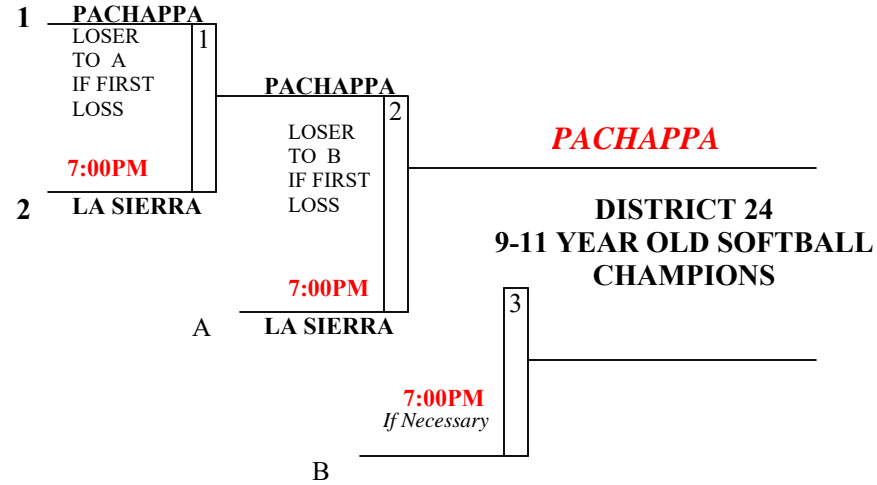 1 PACHAPPA
LOSER 1
TO A
IF FIRST
LOSS
7:00PM
2 LA SIERRA
PACHAPPA
2
LOSER
TO B
IF FIRST
LOSS
7:00PM
A LA SIERRA
PACHAPPA
DISTRICT 24
9-11 YEAR OLD SOFTBALL
CHAMPIONS
3
7:00PM
If Necessary
B